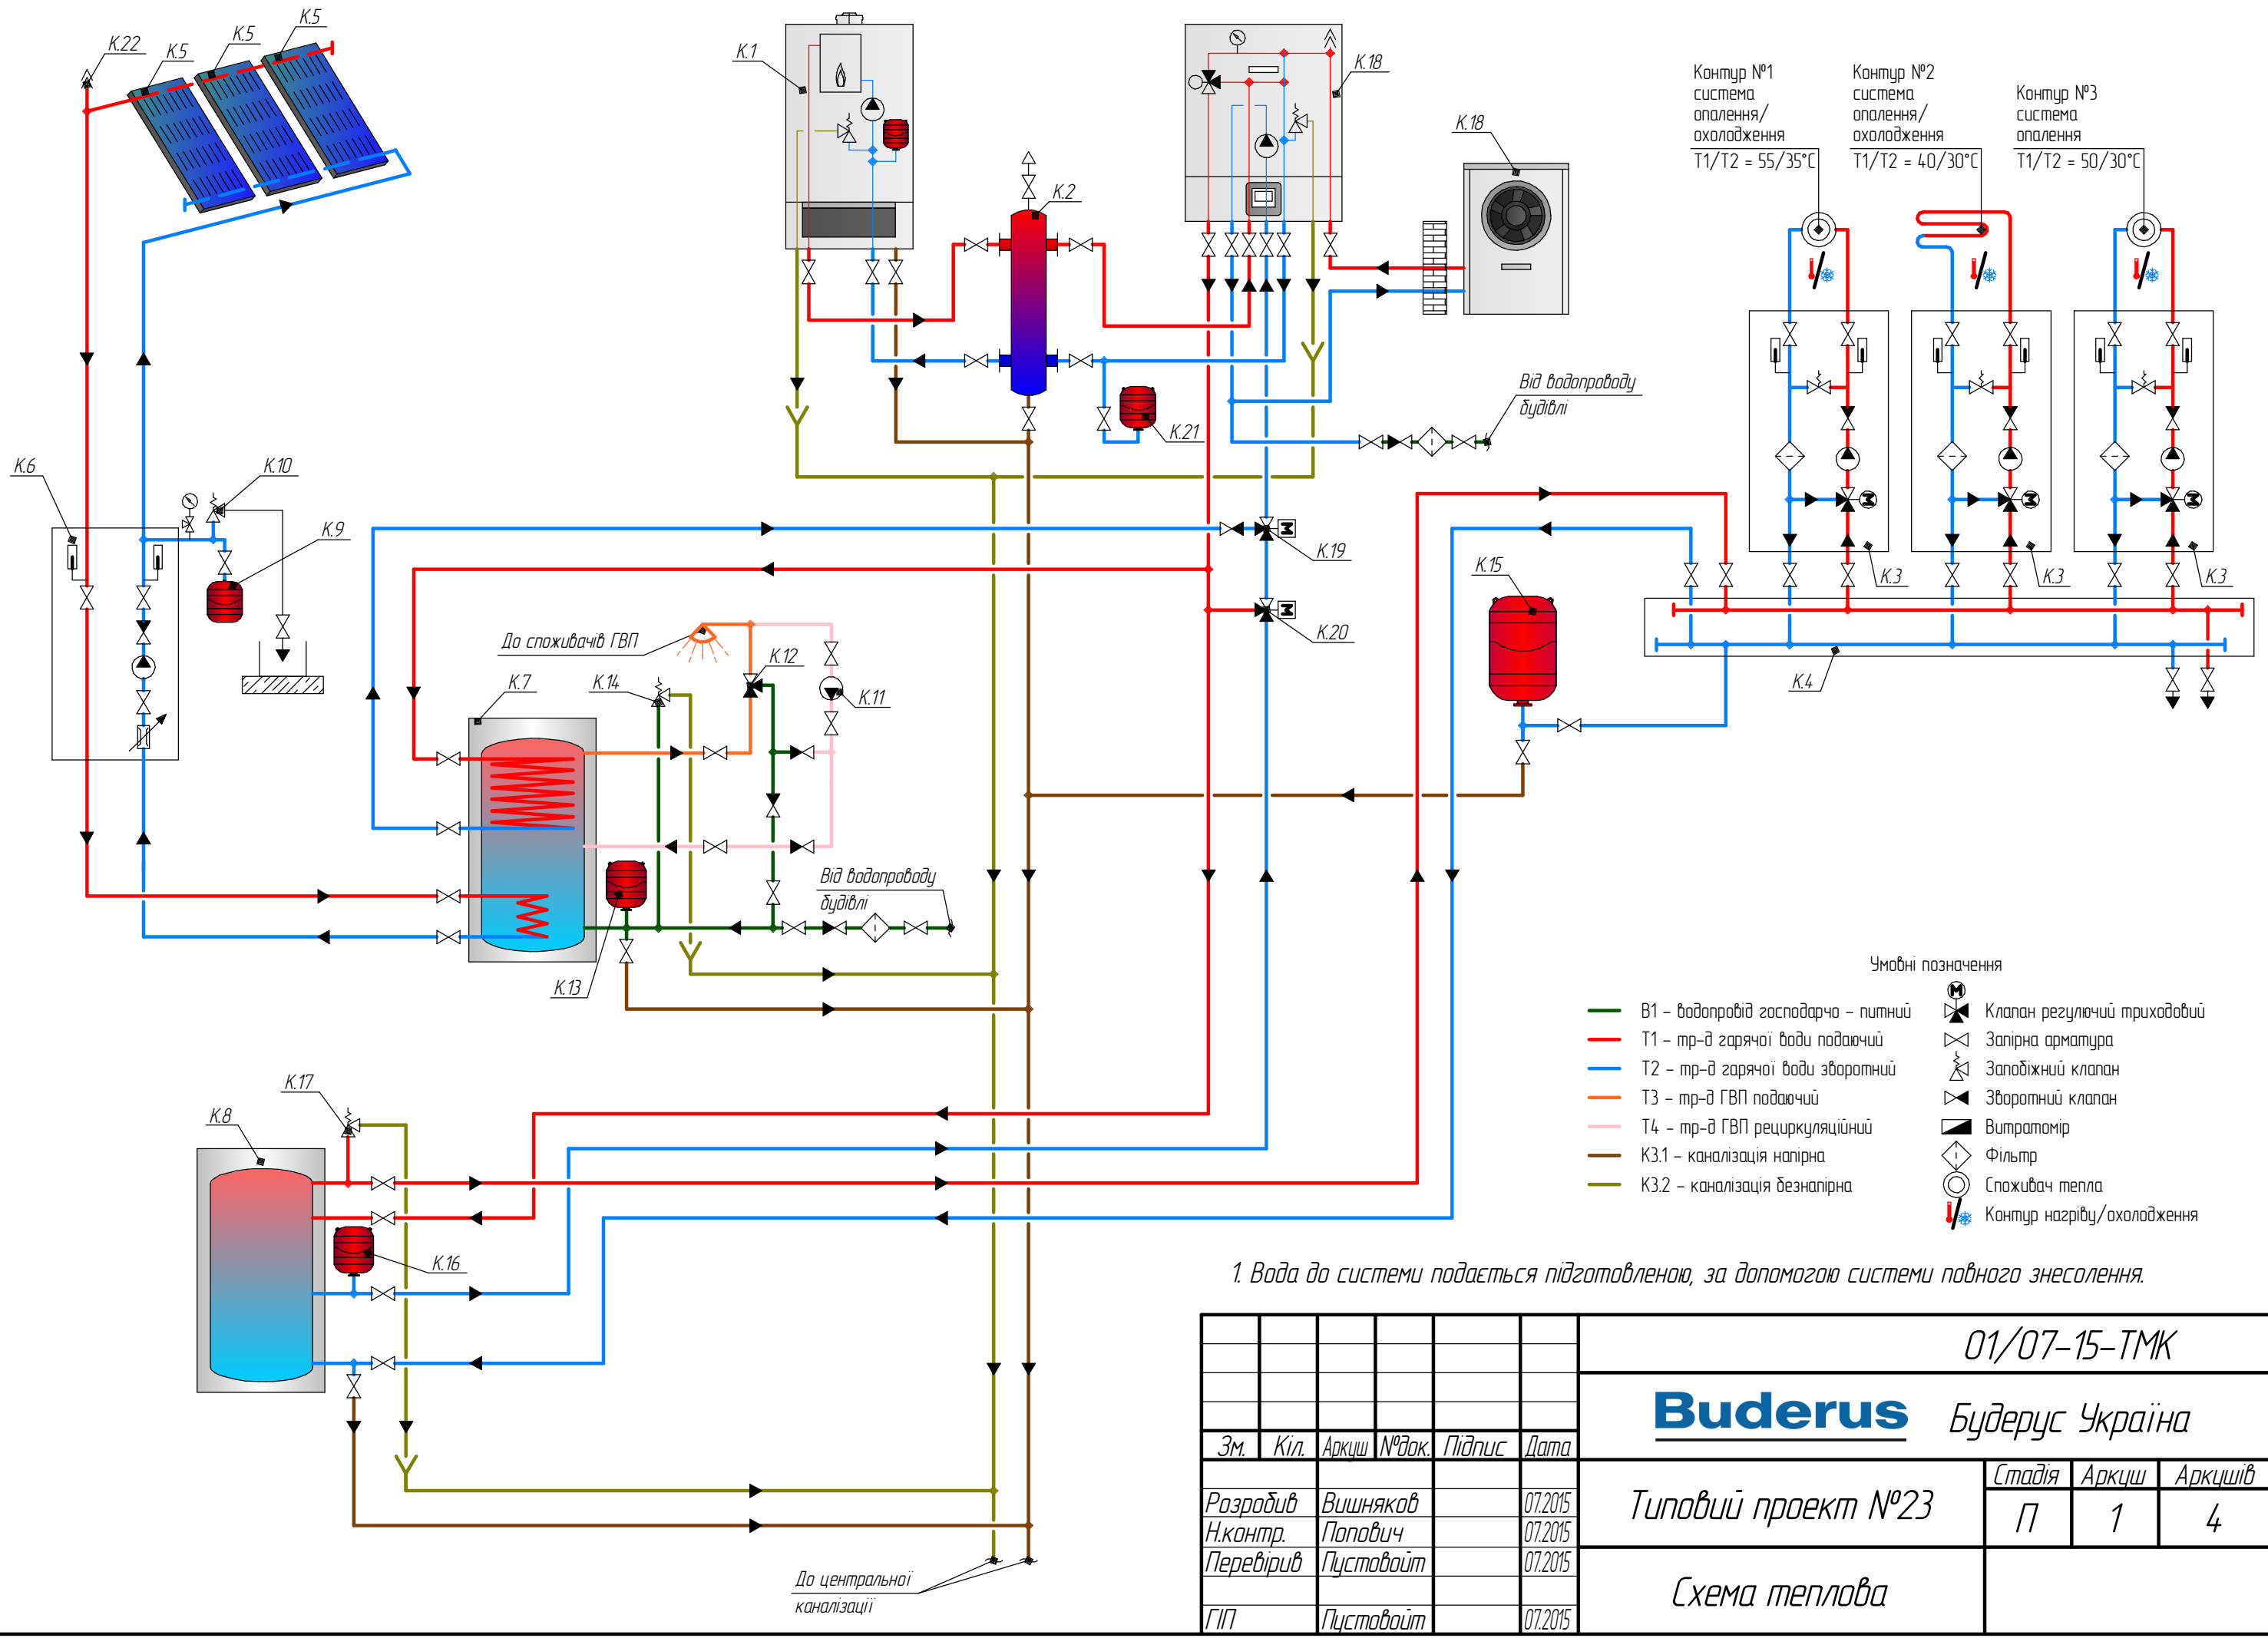 К.22
К.5
К.5
К.5
К.1
К.18
К.2
К.18
Контур №1
система
опалення/
охолодження
Т1/Т2 = 55/35°С
Контур №2
система
опалення/
охолодження
Т1/Т2 = 40/30°С
Контур №3
система
опалення
Т1/Т2 = 50/30°С
Від водопроводу
будівлі
К.21
К.6
К.10
К.9
М
К.19
М
К.20
К.15
М
М
М
К.3
К.3
К.3
К.4
До споживачів ГВП
К.12
К.7
К.14
К.11
Від водопроводу
будівлі
К.13
К.17
К.8
К.16
До центральної
каналізації
Умовні позначення
В1 – водопровід господарчо – питний
Т1 – тр–д гарячої води подаючий
Т2 – тр–д гарячої води зворотний
Т3 – тр–д ГВП подаючий
Т4 – тр–д ГВП рециркуляційний
К3.1 – каналізація напірна
К3.2 – каналізація безнапірна
М
Клапан регулючий триходовий
Запірна арматура
Запобіжний клапан
Зворотний клапан
Витратомір
Фільтр
Споживач тепла
Контур нагріву/охолодження
1. Вода до системи подається підготовленою, за допомогою системи повного знесолення.
01/07–15–ТМК
Buderus Будерус Україна
Зм. Кіл. Аркуш №док. Підпис Дата
Розробив Вишняков 07.2015
Н.контр. Попович 07.2015
Перевірив Пустовойт 07.2015
ГІП Пустовойт 07.2015
Типовий проект №23
Стадія Аркуш Аркушів
П 1 4
Схема теплова